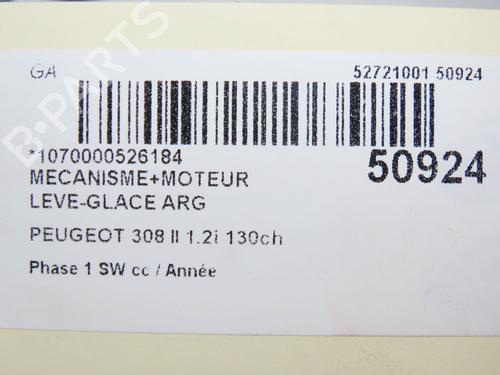 GA 52721001 50924
*1070000526184 50924
MECANISME+MOTEUR
LEVE-GLACE ARG
PEUGEOT 308 II 1.2i 130ch
Phase 1 SW cc / Année
B-PARTS